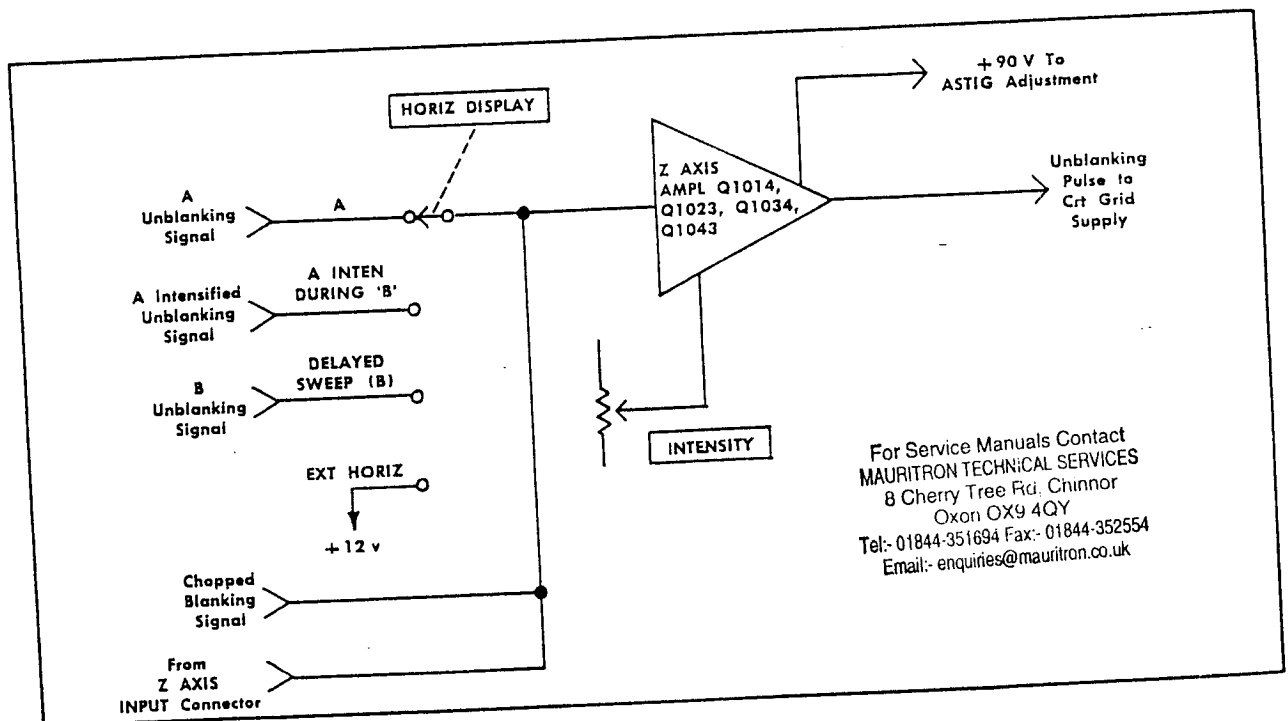 HORIZ DISPLAY
+90 V To
ASTIG Adjustment
A
Unblanking
Signal
A
Z AXIS
AMPL Q1014,
Q1023, Q1034,
Q1043
Unblanking
Pulse to
Crt Grid
Supply
A Intensified
Unblanking
Signal
A INTEN
DURING 'B'
B
Unblanking
Signal
DELAYED
SWEEP (B)
INTENSITY
EXT HORIZ
+12 v
For Service Manuals Contact
MAURITRON TECHNICAL SERVICES
8 Cherry Tree Rd, Chinnor
Oxon OX9 4QY
Tel:- 01844-351694 Fax:- 01844-352554
Email:- enquiries@mauritron.co.uk
Chopped
Blanking
Signal
From
Z AXIS
INPUT Connector